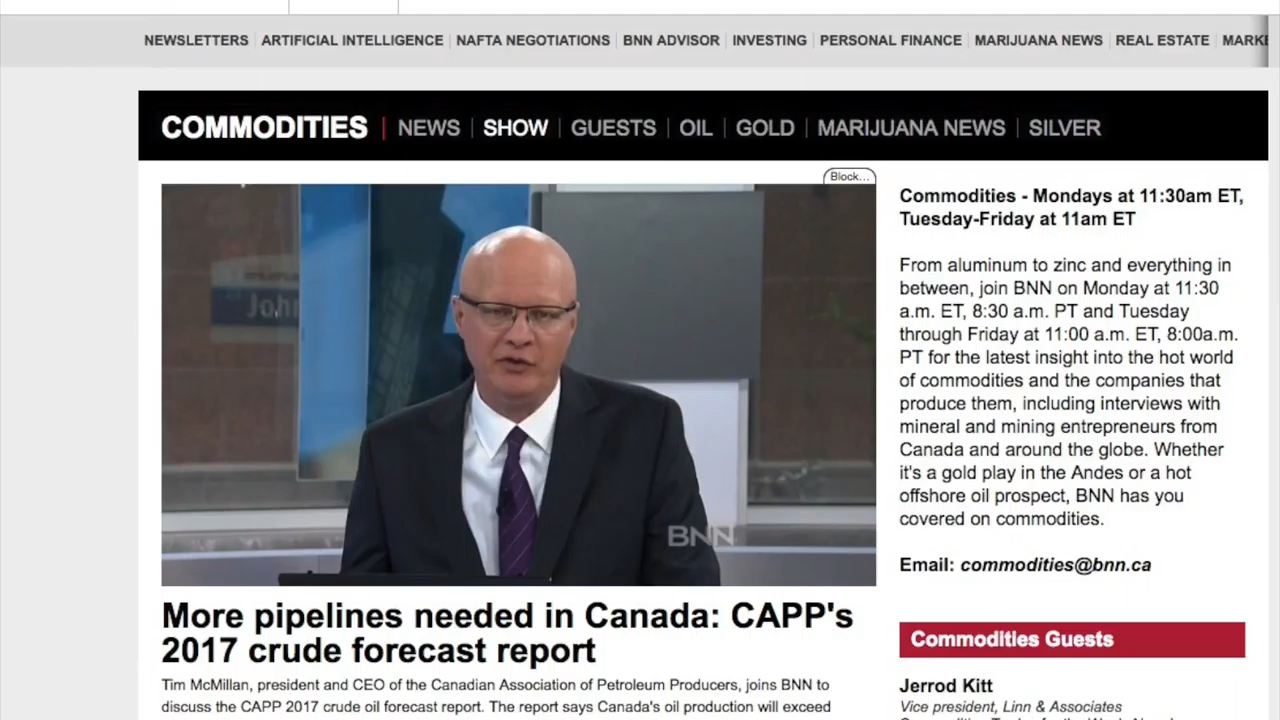 NEWSLETTERS ARTIFICIAL INTELLIGENCE NAFTA NEGOTIATIONS BNN ADVISOR INVESTING PERSONAL FINANCE MARIJUANA NEWS REAL ESTATE MARKE
COMMODITIES | NEWS | SHOW | GUESTS | OIL | GOLD | MARIJUANA NEWS | SILVER
Block...
John
BNN
More pipelines needed in Canada: CAPP's
2017 crude forecast report
Tim McMillan, president and CEO of the Canadian Association of Petroleum Producers, joins BNN to
discuss the CAPP 2017 crude oil forecast report. The report says Canada's oil production will exceed
Commodities - Mondays at 11:30am ET,
Tuesday-Friday at 11am ET
From aluminum to zinc and everything in
between, join BNN on Monday at 11:30
a.m. ET, 8:30 a.m. PT and Tuesday
through Friday at 11:00 a.m. ET, 8:00a.m.
PT for the latest insight into the hot world
of commodities and the companies that
produce them, including interviews with
mineral and mining entrepreneurs from
Canada and around the globe. Whether
it's a gold play in the Andes or a hot
offshore oil prospect, BNN has you
covered on commodities.
Email: commodities@bnn.ca
Commodities Guests
Jerrod Kitt
Vice president, Linn & Associates